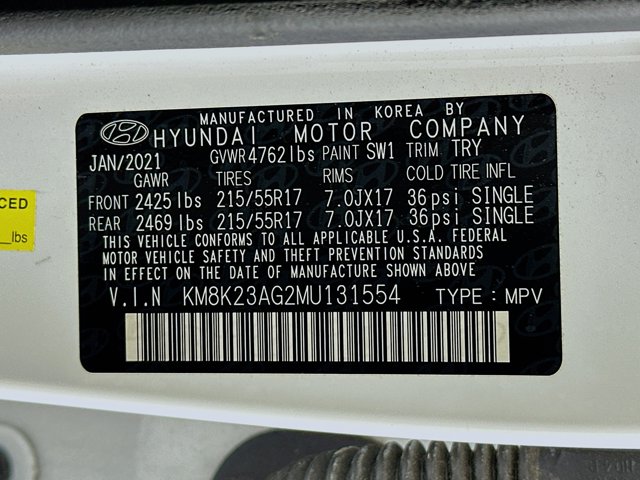 MANUFACTURED IN KOREA BY
HYUNDAI MOTOR COMPANY
JAN/2021 GVWR 4762 lbs PAINT SW1 TRIM TRY
GAWR TIRES RIMS COLD TIRE INFL
FRONT 2425 lbs 215/55R17 7.0JX17 36 psi SINGLE
REAR 2469 lbs 215/55R17 7.0JX17 36 psi SINGLE
THIS VEHICLE CONFORMS TO ALL APPLICABLE U.S.A. FEDERAL
MOTOR VEHICLE SAFETY AND THEFT PREVENTION STANDARDS
IN EFFECT ON THE DATE OF MANUFACTURE SHOWN ABOVE.
V.I.N KM8K23AG2MU131554 TYPE : MPV
CED
lbs